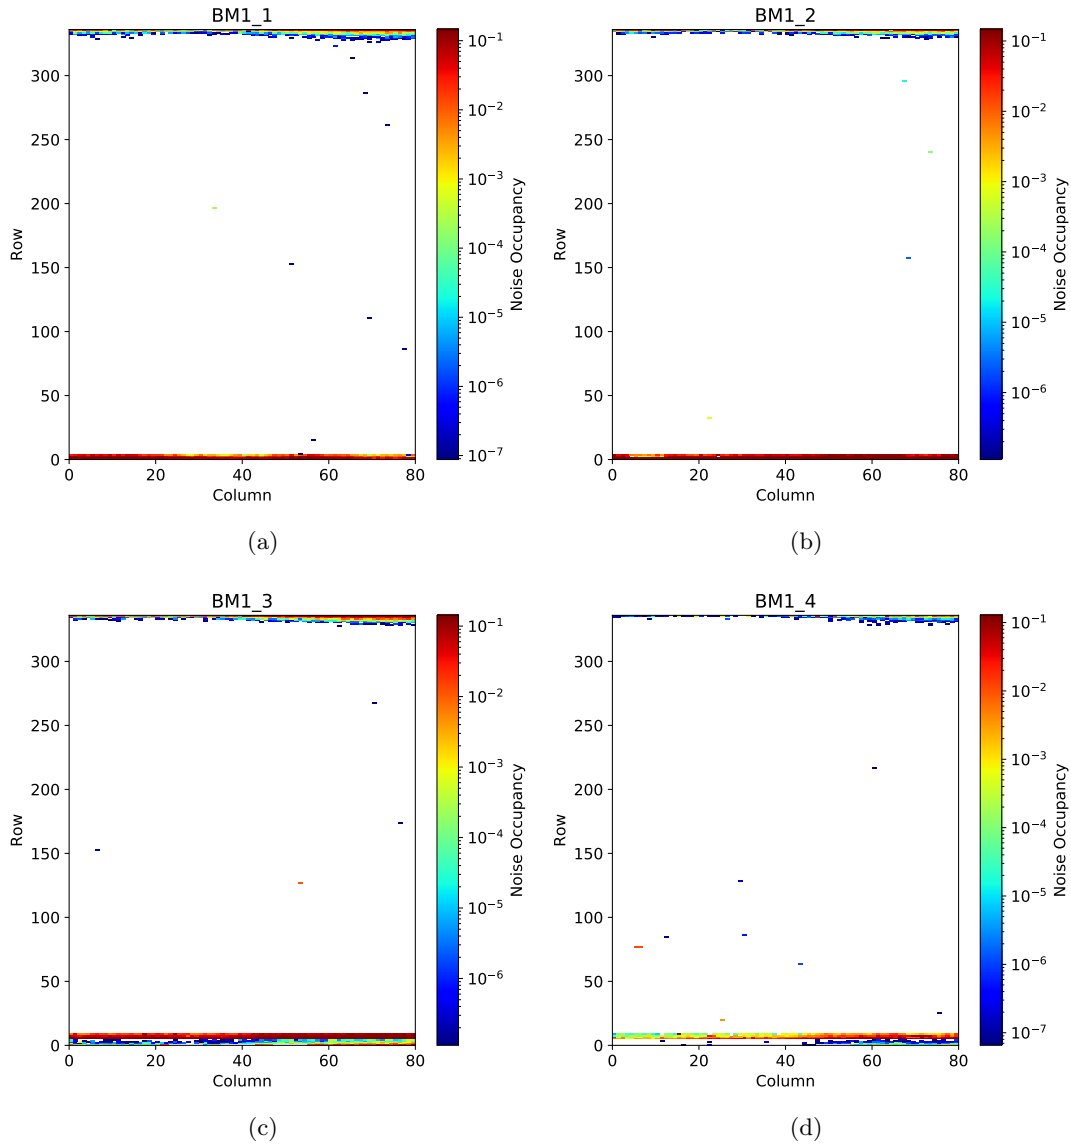 BM1_1
Row
300
250
200
150
100
50
0
0 20 40 60 80
Column
10⁻¹
10⁻²
10⁻³
10⁻⁴
10⁻⁵
10⁻⁶
10⁻⁷
Noise Occupancy
(a)
BM1_2
Row
300
250
200
150
100
50
0
0 20 40 60 80
Column
10⁻¹
10⁻²
10⁻³
10⁻⁴
10⁻⁵
10⁻⁶
Noise Occupancy
(b)
BM1_3
Row
300
250
200
150
100
50
0
0 20 40 60 80
Column
10⁻¹
10⁻²
10⁻³
10⁻⁴
10⁻⁵
10⁻⁶
Noise Occupancy
(c)
BM1_4
Row
300
250
200
150
100
50
0
0 20 40 60 80
Column
10⁻¹
10⁻²
10⁻³
10⁻⁴
10⁻⁵
10⁻⁶
10⁻⁷
Noise Occupancy
(d)